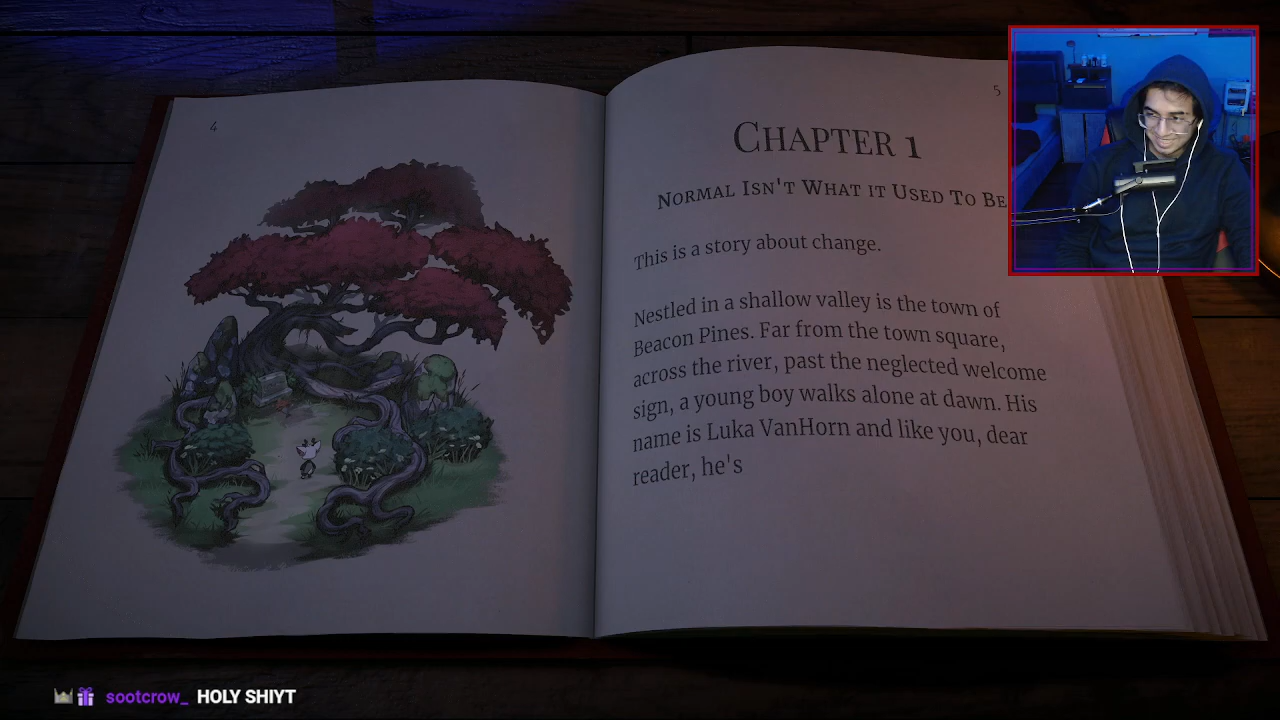 4
5
Chapter 1
Normal Isn't What it Used To Be
This is a story about change.
Nestled in a shallow valley is the town of
Beacon Pines. Far from the town square,
across the river, past the neglected welcome
sign, a young boy walks alone at dawn. His
name is Luka VanHorn and like you, dear
reader, he's
sootcrow_ HOLY SHIYT